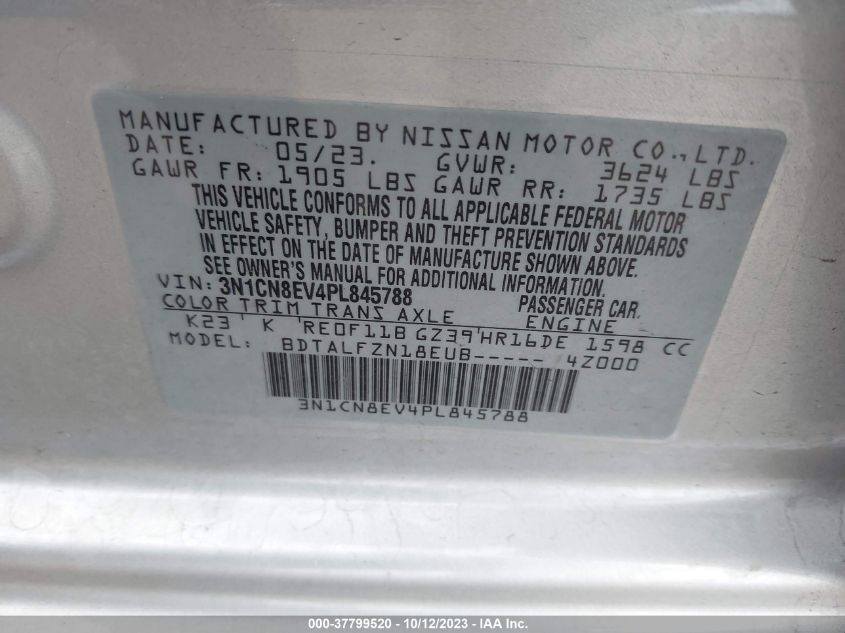 MANUFACTURED BY NISSAN MOTOR CO., LTD.
DATE: 05/23. GVWR: 3624 LBS
GAWR FR: 1905 LBS GAWR RR: 1735 LBS
THIS VEHICLE CONFORMS TO ALL APPLICABLE FEDERAL MOTOR
VEHICLE SAFETY, BUMPER AND THEFT PREVENTION STANDARDS
IN EFFECT ON THE DATE OF MANUFACTURE SHOWN ABOVE.
SEE OWNER'S MANUAL FOR ADDITIONAL INFORMATION.
VIN: 3N1CN8EV4PL845788 PASSENGER CAR.
COLOR TRIM TRANS AXLE ENGINE
K23' K 'RE0F11B GZ39'HR16DE 1598 CC
MODEL: BDTALFZN18EUB----- 4Z000
3N1CN8EV4PL845788
000-37799520 - 10/12/2023 - IAA Inc.